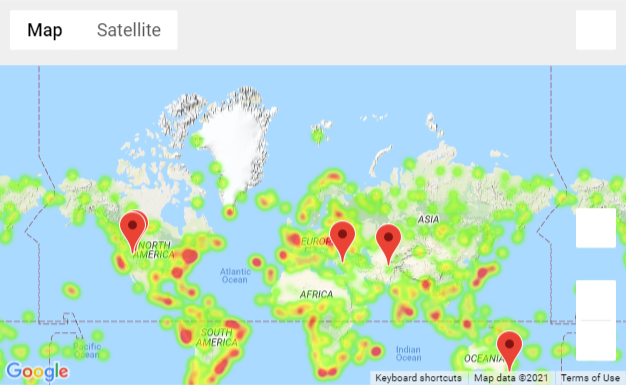 Map Satellite
ASIA
NORTH
AMERICA
EUROPE
Atlantic
Ocean
AFRICA
SOUTH
AMERICA
Pacific
Ocean
Indian
Ocean
OCEANIA
Google
Keyboard shortcuts Map data ©2021 Terms of Use